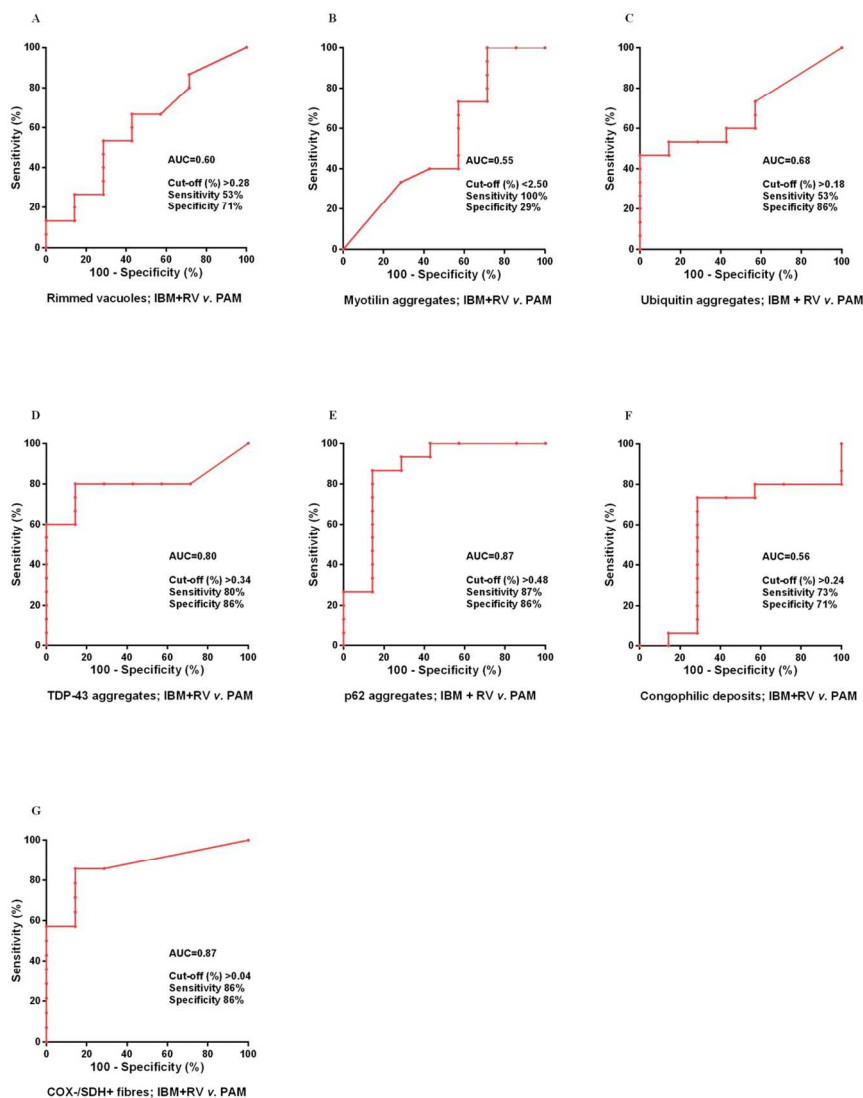 A
Sensitivity (%)
100
80
60
40
20
0
AUC=0.60
Cut-off (%) >0.28
Sensitivity 53%
Specificity 71%
0 20 40 60 80 100
100 - Specificity (%)
Rimmed vacuoles; IBM+RV v. PAM
B
Sensitivity (%)
100
80
60
40
20
0
AUC=0.55
Cut-off (%) <2.50
Sensitivity 100%
Specificity 29%
0 20 40 60 80 100
100 - Specificity (%)
Myotilin aggregates; IBM+RV v. PAM
C
Sensitivity (%)
100
80
60
40
20
0
AUC=0.68
Cut-off (%) >0.18
Sensitivity 53%
Specificity 86%
0 20 40 60 80 100
100 - Specificity (%)
Ubiquitin aggregates; IBM + RV v. PAM
D
Sensitivity (%)
100
80
60
40
20
0
AUC=0.80
Cut-off (%) >0.34
Sensitivity 80%
Specificity 86%
0 20 40 60 80 100
100 - Specificity (%)
TDP-43 aggregates; IBM+RV v. PAM
E
Sensitivity (%)
100
80
60
40
20
0
AUC=0.87
Cut-off (%) >0.48
Sensitivity 87%
Specificity 86%
0 20 40 60 80 100
100 - Specificity (%)
p62 aggregates; IBM + RV v. PAM
F
Sensitivity (%)
100
80
60
40
20
0
AUC=0.56
Cut-off (%) >0.24
Sensitivity 73%
Specificity 71%
0 20 40 60 80 100
100 - Specificity (%)
Congophilic deposits; IBM+RV v. PAM
G
Sensitivity (%)
100
80
60
40
20
0
AUC=0.87
Cut-off (%) >0.04
Sensitivity 86%
Specificity 86%
0 20 40 60 80 100
100 - Specificity (%)
COX-/SDH+ fibres; IBM+RV v. PAM